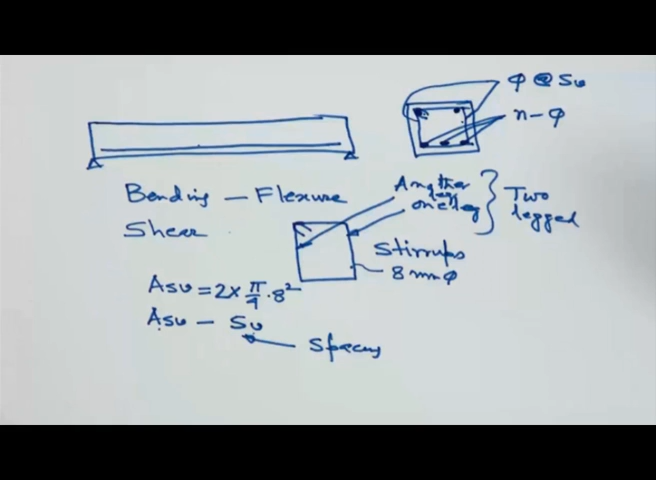 φ @ Sv
n – φ
Bending – Flexure
Shear
Another leg
one leg
Two legged
Stirrups
8 mm φ
Asv = 2 × π/4 · 8²
Asv – Sv
Spacing